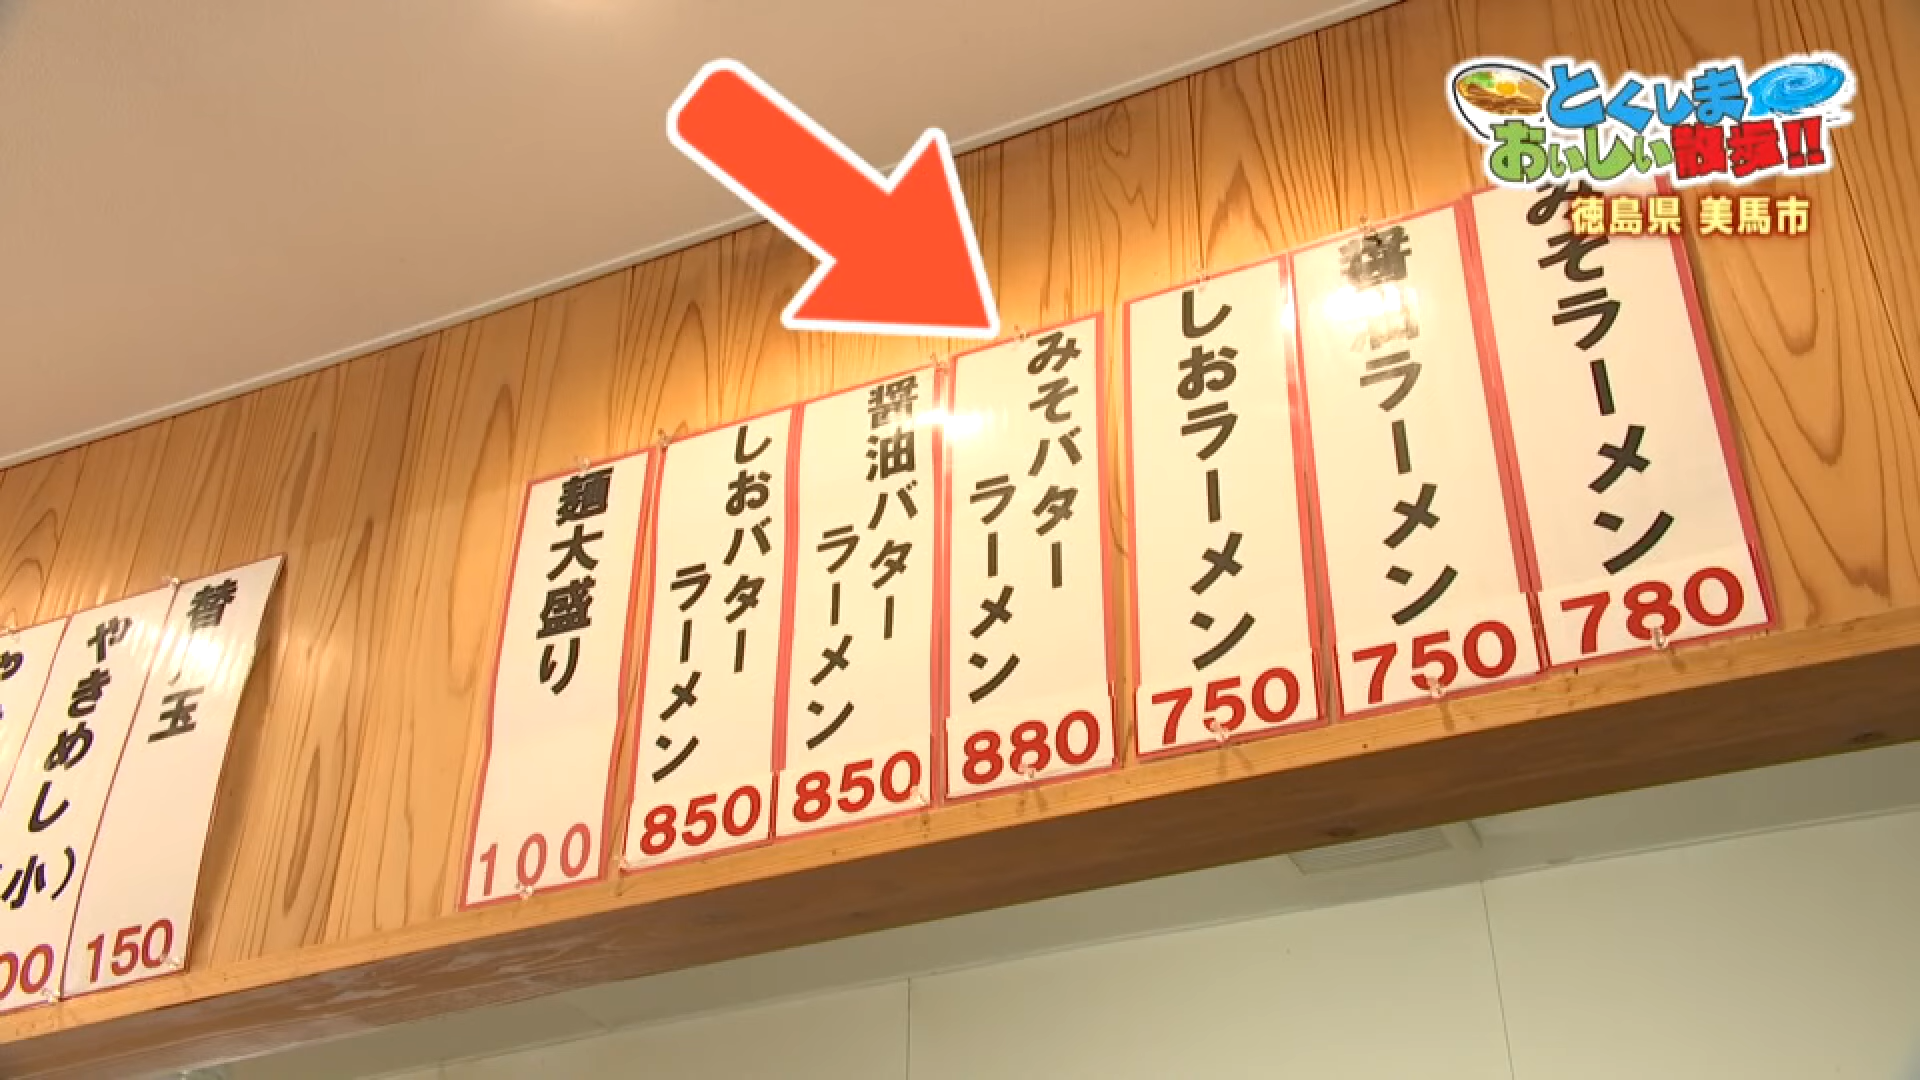 とくしま
おいしい散歩!!
徳島県 美馬市
みそラーメン
780
醤油ラーメン
750
しおラーメン
750
みそバター
ラーメン
880
醤油バター
ラーメン
850
しおバター
ラーメン
850
麺大盛り
100
替玉
150
やきめし
(小)
00